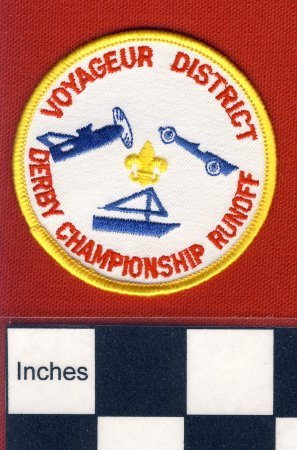 VOYAGEUR DISTRICT
DERBY CHAMPIONSHIP RUNOFF
Inches